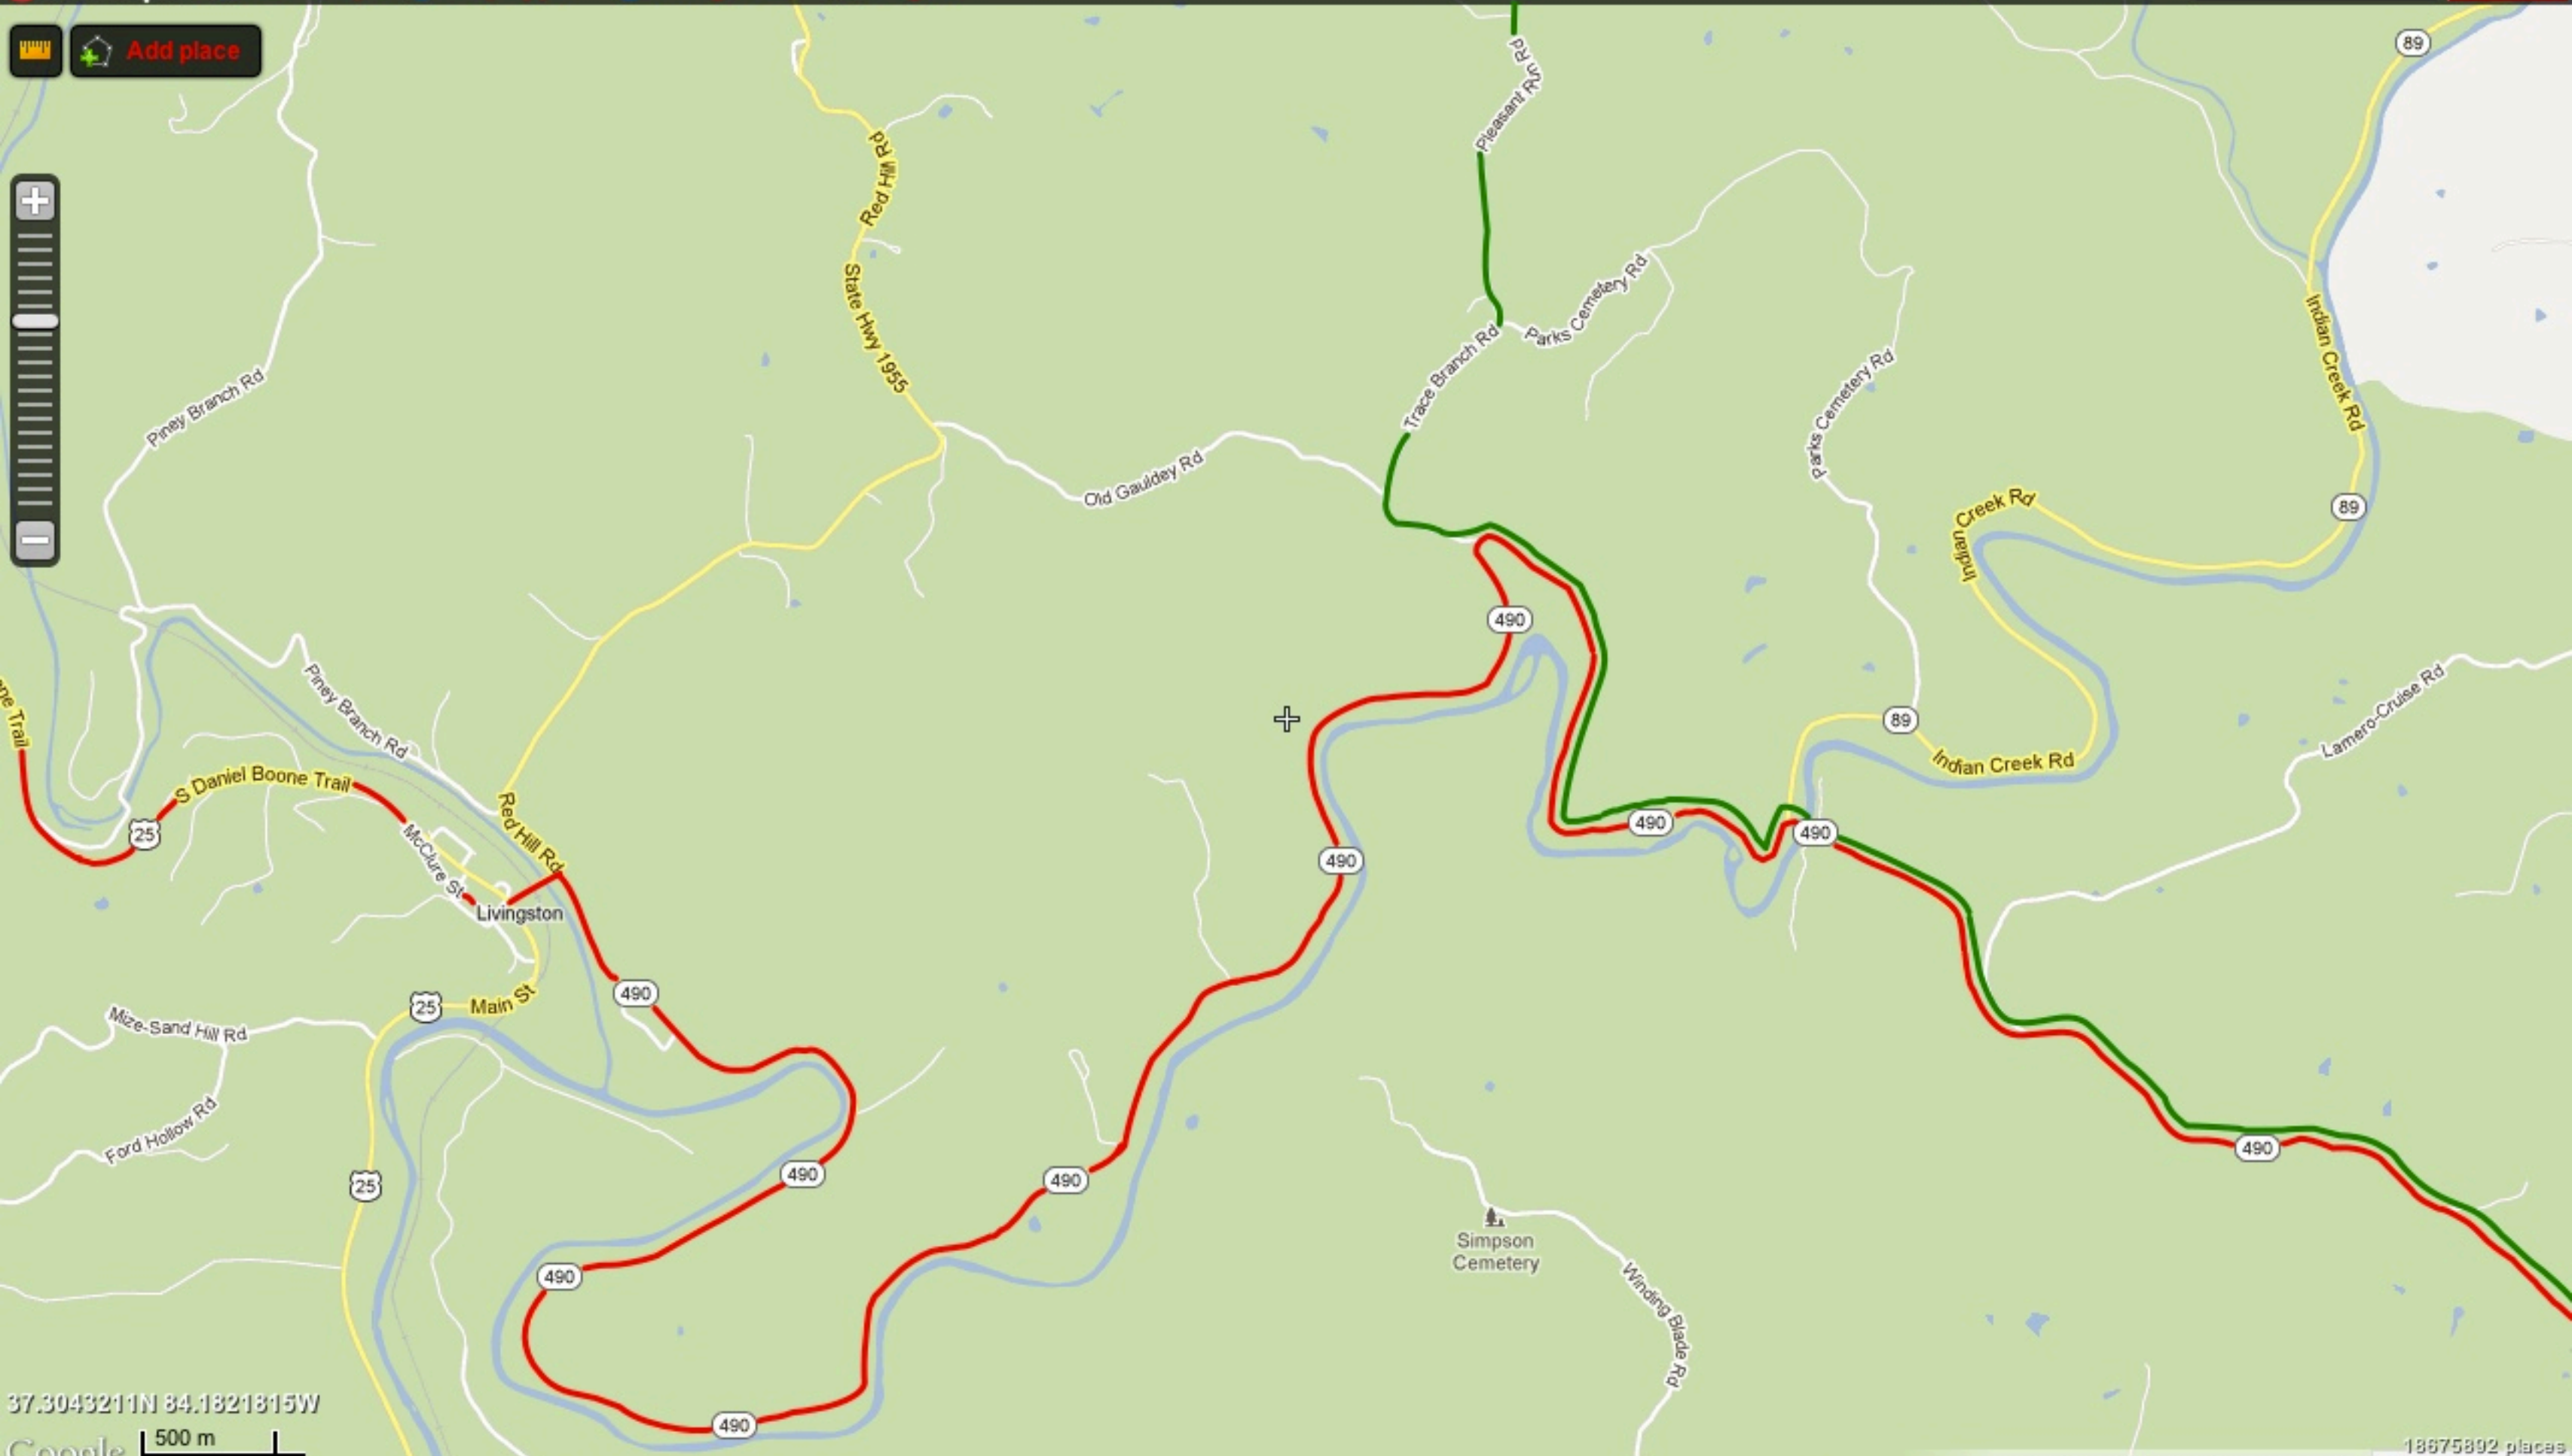 Add place
89
Pleasant Run Rd
Red Hill Rd
State Hwy 1955
Parks Cemetery Rd
Trace Branch Rd
Indian Creek Rd
Parks Cemetery Rd
Piney Branch Rd
Old Gauldey Rd
Indian Creek Rd
89
490
Piney Branch Rd
Lamero-Cruise Rd
Trail
89
Indian Creek Rd
S Daniel Boone Trail
25
McClure St
Red Hill Rd
490
490
490
Livingston
490
25
Main St
Mize-Sand Hill Rd
Ford Hollow Rd
25
490
490
490
Simpson
Cemetery
490
Winding Blade Rd
490
37.3043211N 84.1821815W
Google
500 m
18675892 places